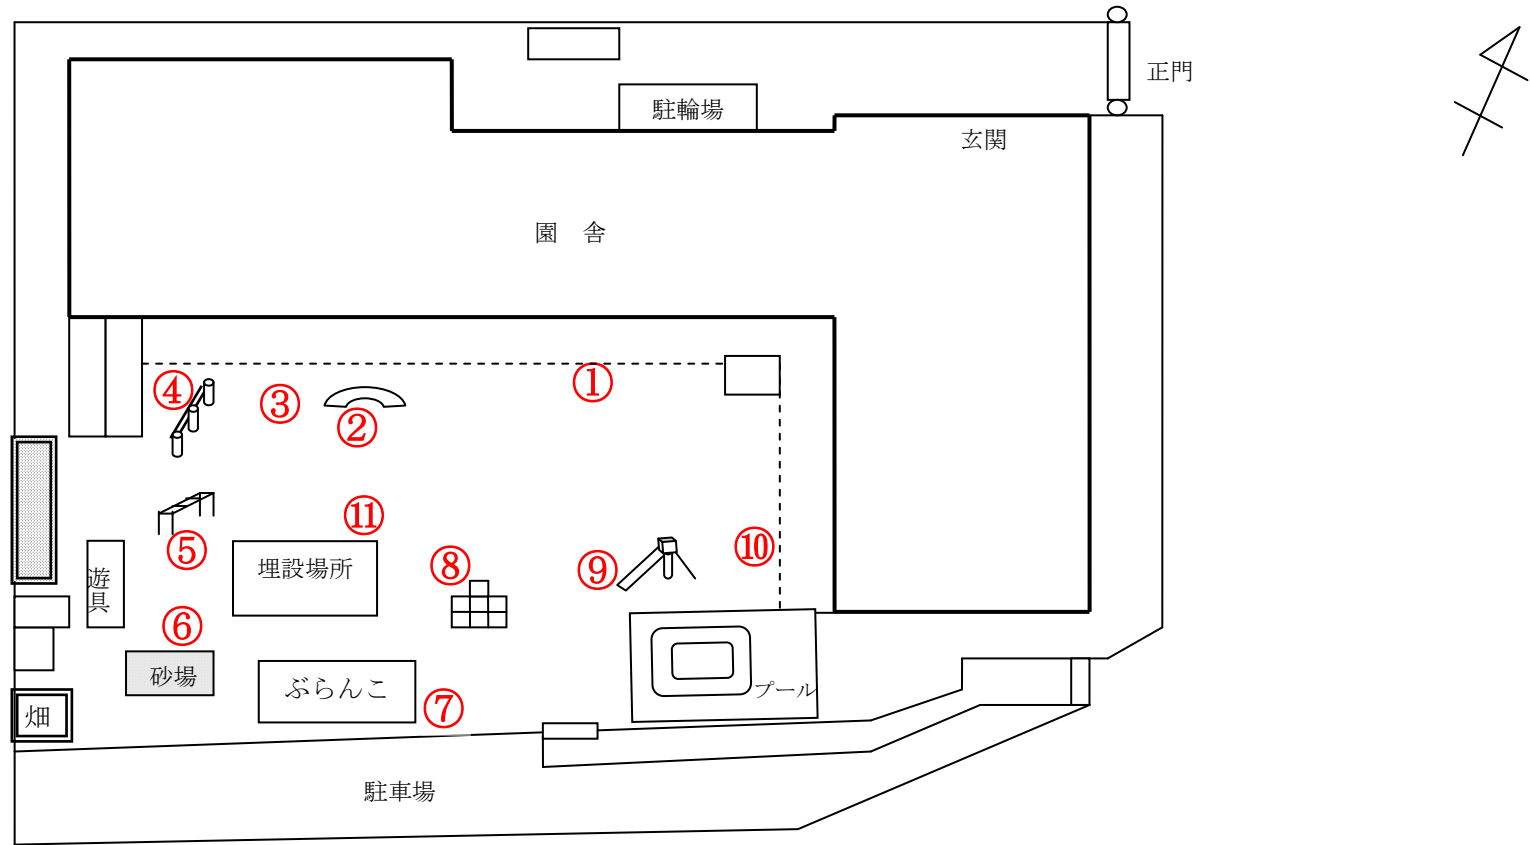 正門
駐輪場
玄関
園　舎
①
④
③
②
⑪
⑩
⑤
埋設場所
⑧
⑨
遊具
⑥
砂場
ぶらんこ
プール
⑦
畑
駐車場